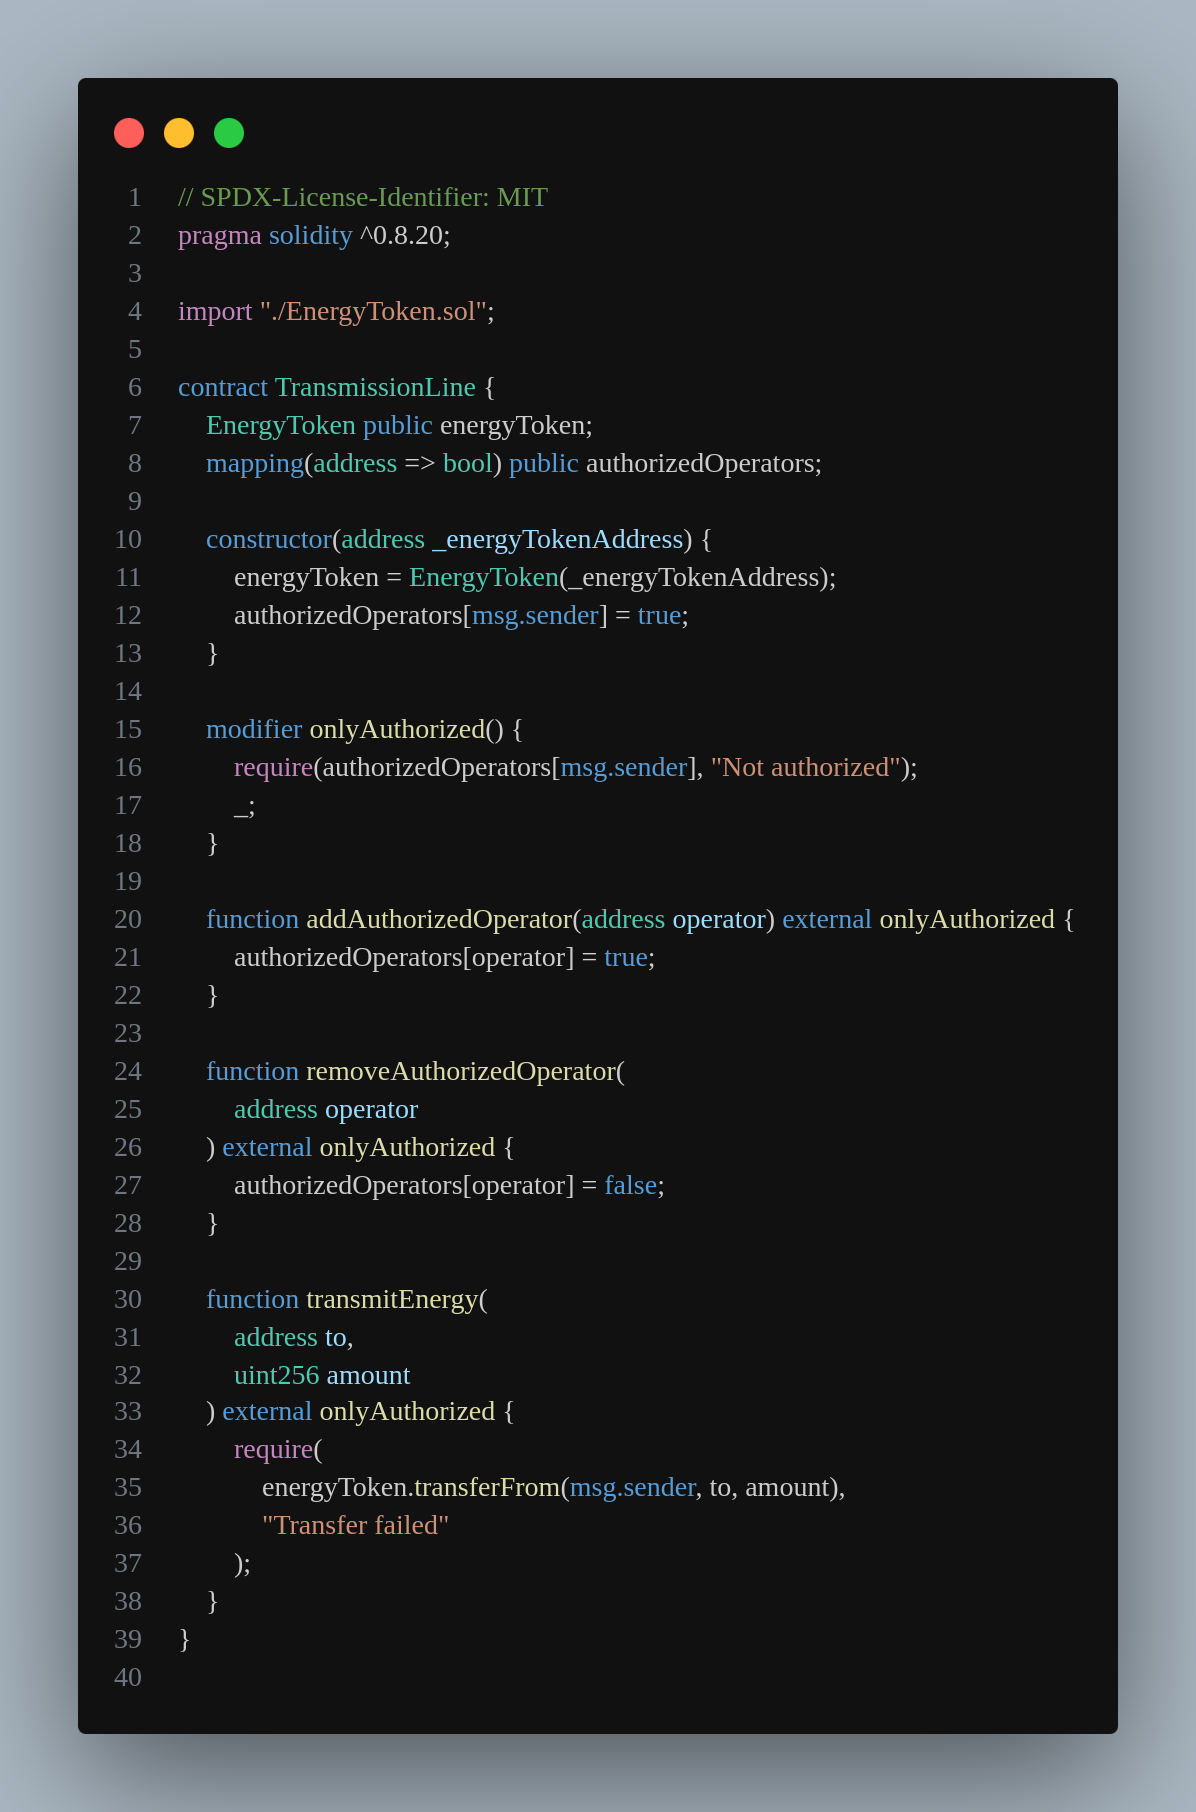 1 // SPDX-License-Identifier: MIT
2 pragma solidity ^0.8.20;
3
4 import "./EnergyToken.sol";
5
6 contract TransmissionLine {
7     EnergyToken public energyToken;
8     mapping(address => bool) public authorizedOperators;
9
10     constructor(address _energyTokenAddress) {
11         energyToken = EnergyToken(_energyTokenAddress);
12         authorizedOperators[msg.sender] = true;
13     }
14
15     modifier onlyAuthorized() {
16         require(authorizedOperators[msg.sender], "Not authorized");
17         _;
18     }
19
20     function addAuthorizedOperator(address operator) external onlyAuthorized {
21         authorizedOperators[operator] = true;
22     }
23
24     function removeAuthorizedOperator(
25         address operator
26     ) external onlyAuthorized {
27         authorizedOperators[operator] = false;
28     }
29
30     function transmitEnergy(
31         address to,
32         uint256 amount
33     ) external onlyAuthorized {
34         require(
35             energyToken.transferFrom(msg.sender, to, amount),
36             "Transfer failed"
37         );
38     }
39 }
40